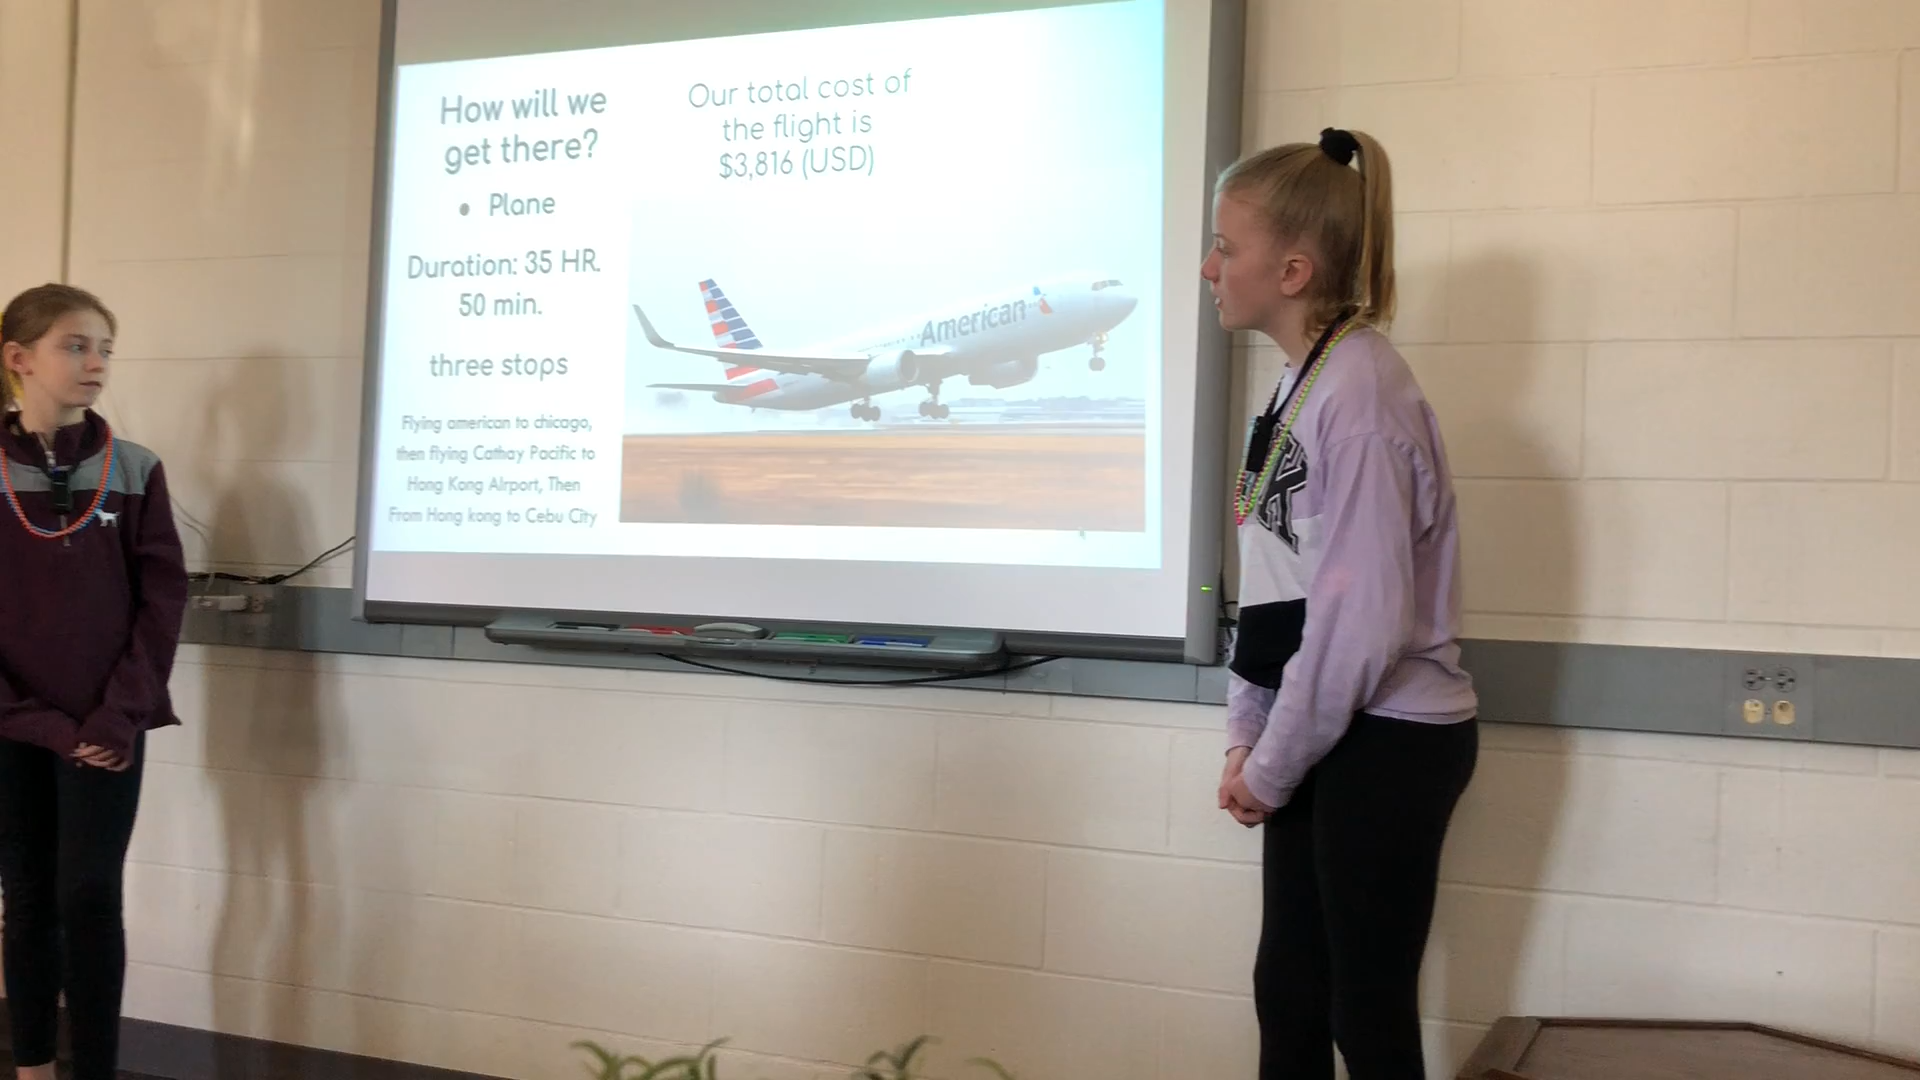 How will we
get there?
● Plane
Duration: 35 HR.
50 min.
three stops
Flying american to chicago,
then flying Cathay Pacific to
Hong Kong Airport, Then
From Hong kong to Cebu City
Our total cost of
the flight is
$3,816 (USD)
American